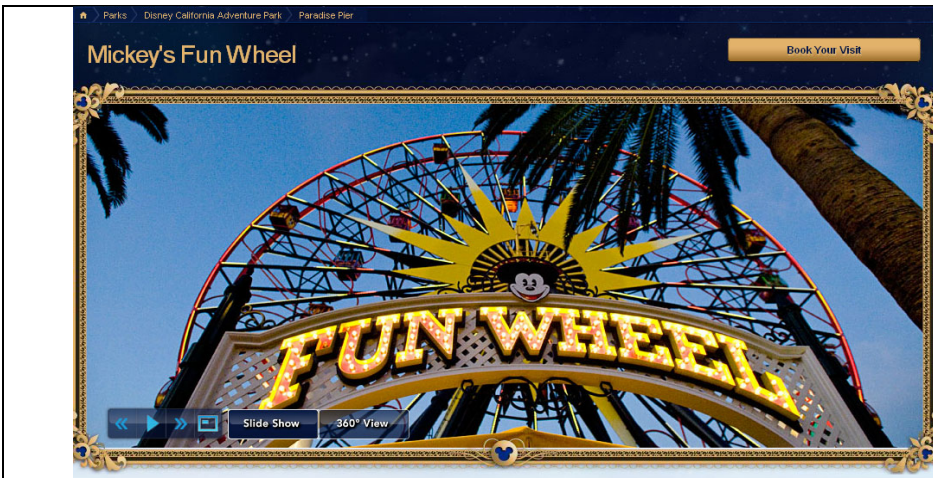 Parks Disney California Adventure Park Paradise Pier
Mickey's Fun Wheel
Book Your Visit
FUN WHEEL
Slide Show 360° View